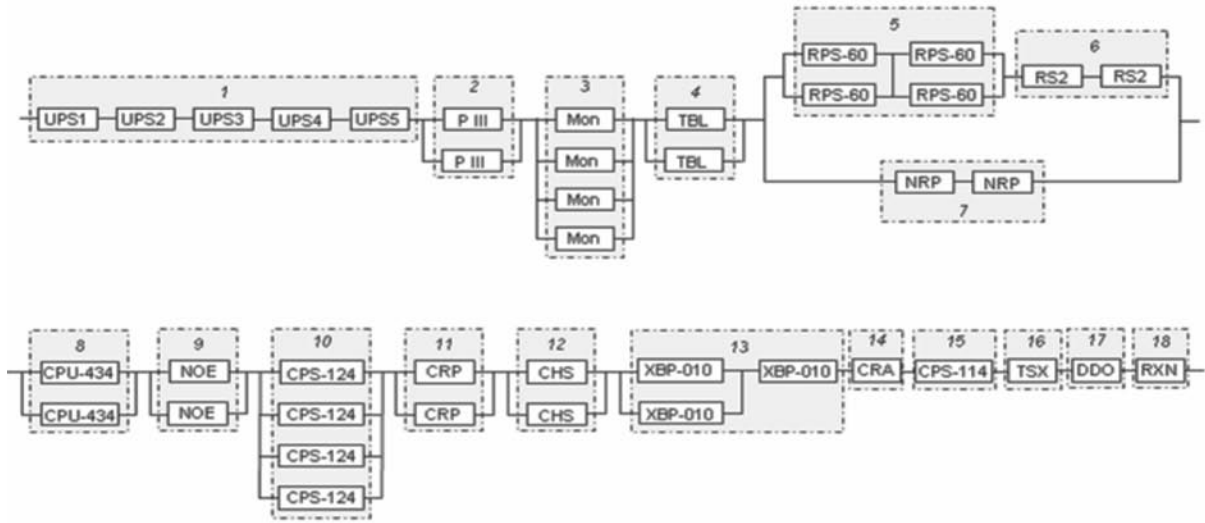 5
RPS-60 RPS-60 6
RS2 RS2
1 2 3 4 RPS-60 RPS-60
UPS1 UPS2 UPS3 UPS4 UPS5 P III Mon TBL
P III Mon TBL
Mon NRP NRP
Mon 7
8 9 10 11 12 13 14 15 16 17 18
CPU-434 NOE CPS-124 CRP CHS XBP-010 XBP-010 CRA CPS-114 TSX DDO RXN
CPU-434 NOE CPS-124 CRP CHS XBP-010
CPS-124
CPS-124